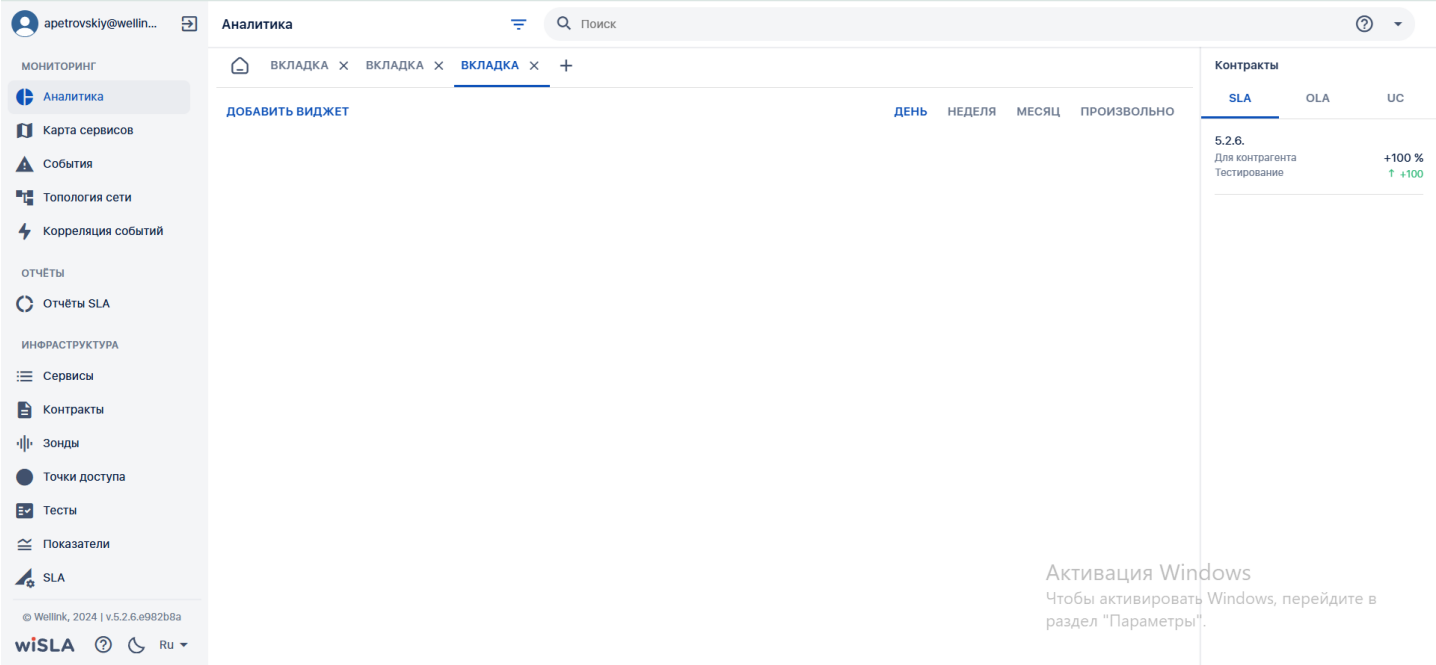 apetrovskiy@wellin...
Аналитика
Поиск
МОНИТОРИНГ
Аналитика
Карта сервисов
События
Топология сети
Корреляция событий
ОТЧЁТЫ
Отчёты SLA
ИНФРАСТРУКТУРА
Сервисы
Контракты
Зонды
Точки доступа
Тесты
Показатели
SLA
© Wellink, 2024 | v.5.2.6.e982b8a
wiSLA
Ru
ВКЛАДКА ВКЛАДКА ВКЛАДКА
ДОБАВИТЬ ВИДЖЕТ
ДЕНЬ НЕДЕЛЯ МЕСЯЦ ПРОИЗВОЛЬНО
Контракты
SLA OLA UC
5.2.6.
Для контрагента +100 %
Тестирование ↑ +100
Активация Windows
Чтобы активировать Windows, перейдите в
раздел "Параметры".